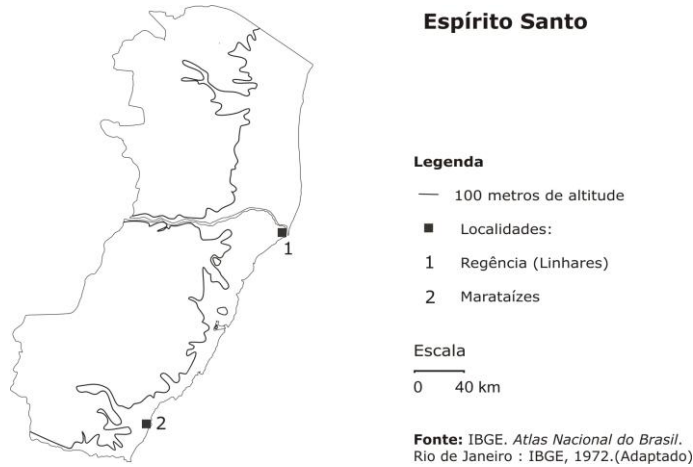 Espírito Santo
Legenda
100 metros de altitude
Localidades:
1 Regência (Linhares)
2 Marataízes
Escala
0 40 km
Fonte: IBGE. Atlas Nacional do Brasil.
Rio de Janeiro : IBGE, 1972.(Adaptado)
1
2